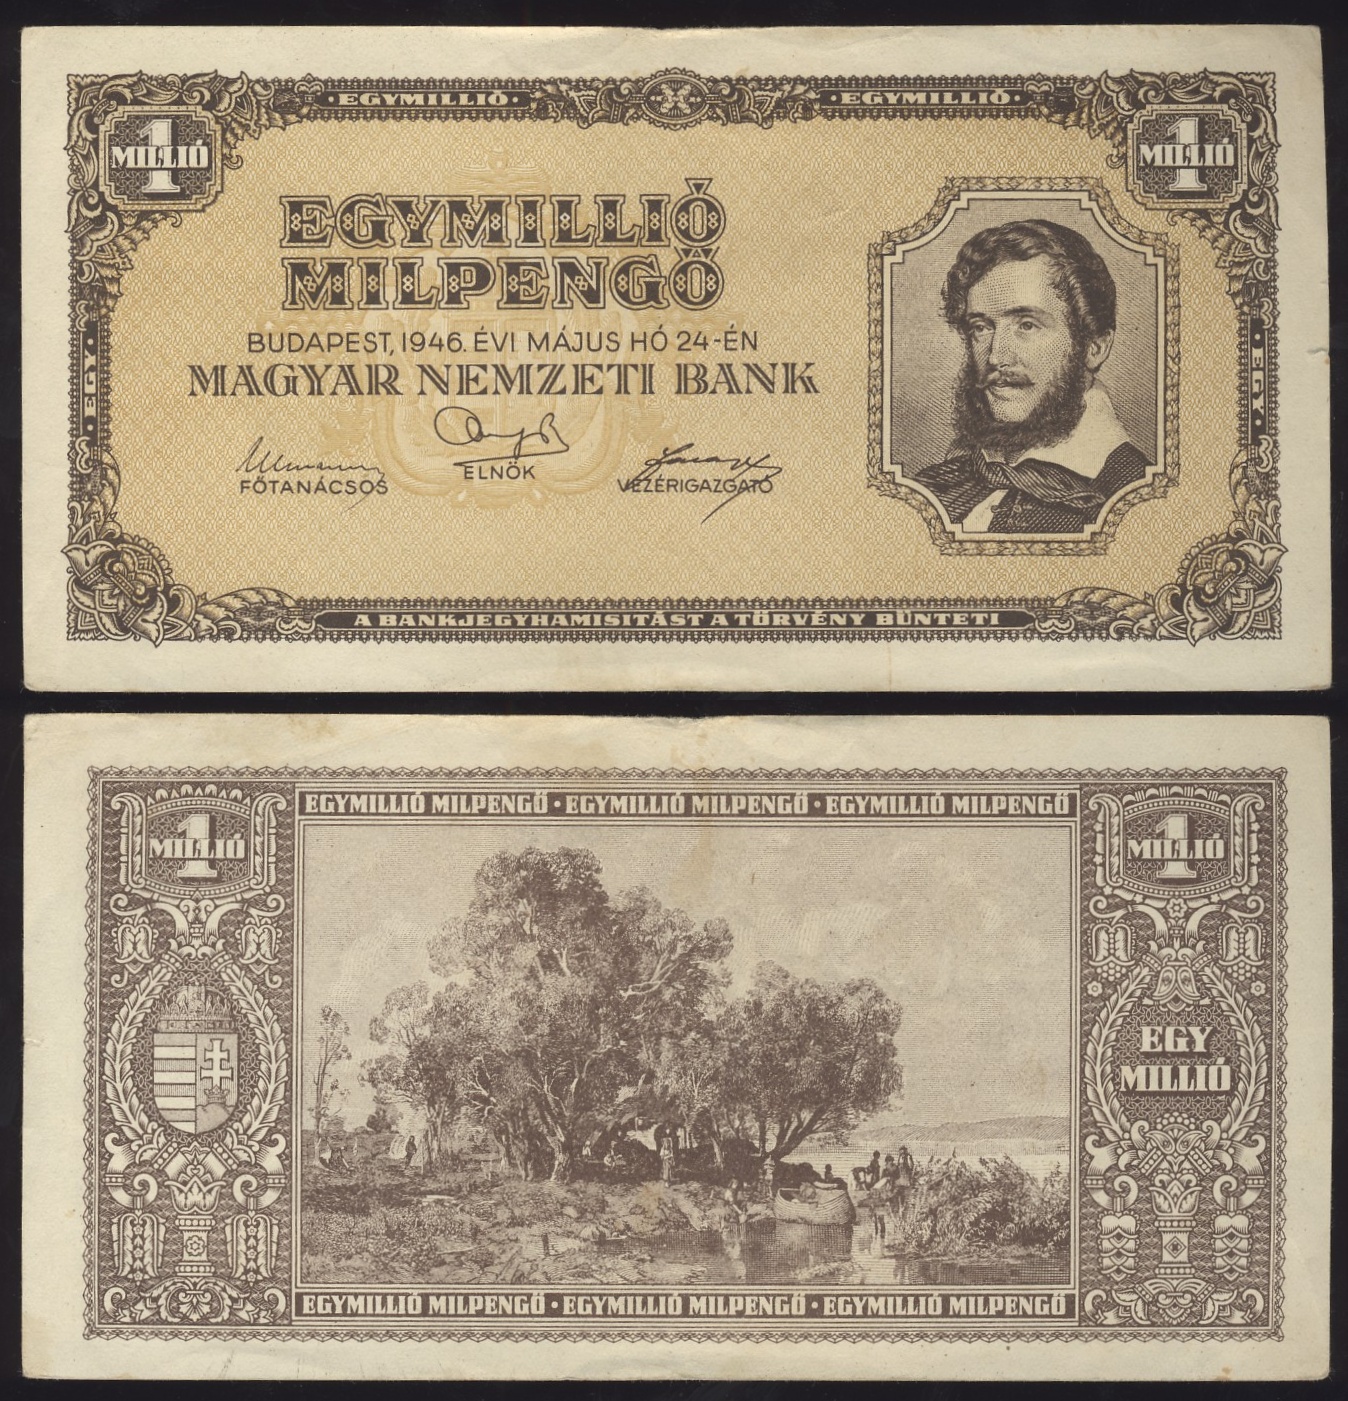 · EGYMILLIÓ · · EGYMILLIÓ ·
1 MILLIÓ 1 MILLIÓ
EGYMILLIÓ
MILPENGŐ
BUDAPEST, 1946. ÉVI MÁJUS HÓ 24-ÉN
MAGYAR NEMZETI BANK
· EGY · · EGY ·
FŐTANÁCSOS ELNÖK VEZÉRIGAZGATÓ
A BANKJEGYHAMISITÁST A TÖRVÉNY BÜNTETI
EGYMILLIÓ MILPENGŐ · EGYMILLIÓ MILPENGŐ · EGYMILLIÓ MILPENGŐ
1 MILLIÓ 1 MILLIÓ
EGY
MILLIÓ
EGYMILLIÓ MILPENGŐ · EGYMILLIÓ MILPENGŐ · EGYMILLIÓ MILPENGŐ